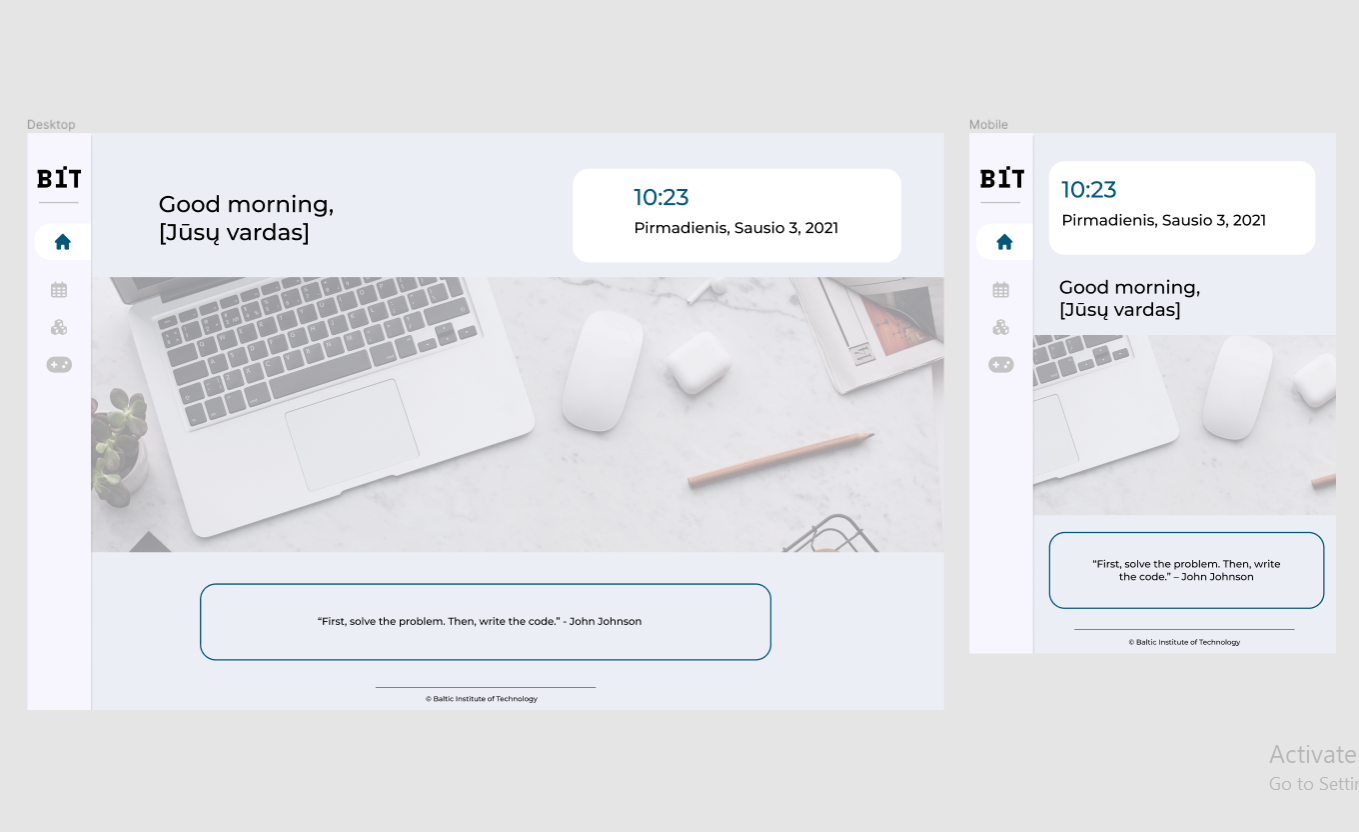 Desktop
BIT
Good morning,
[Jūsų vardas]
10:23
Pirmadienis, Sausio 3, 2021
“First, solve the problem. Then, write the code.” - John Johnson
© Baltic Institute of Technology
Mobile
BIT
10:23
Pirmadienis, Sausio 3, 2021
Good morning,
[Jūsų vardas]
“First, solve the problem. Then, write
the code.” – John Johnson
© Baltic Institute of Technology
Activate
Go to Settin